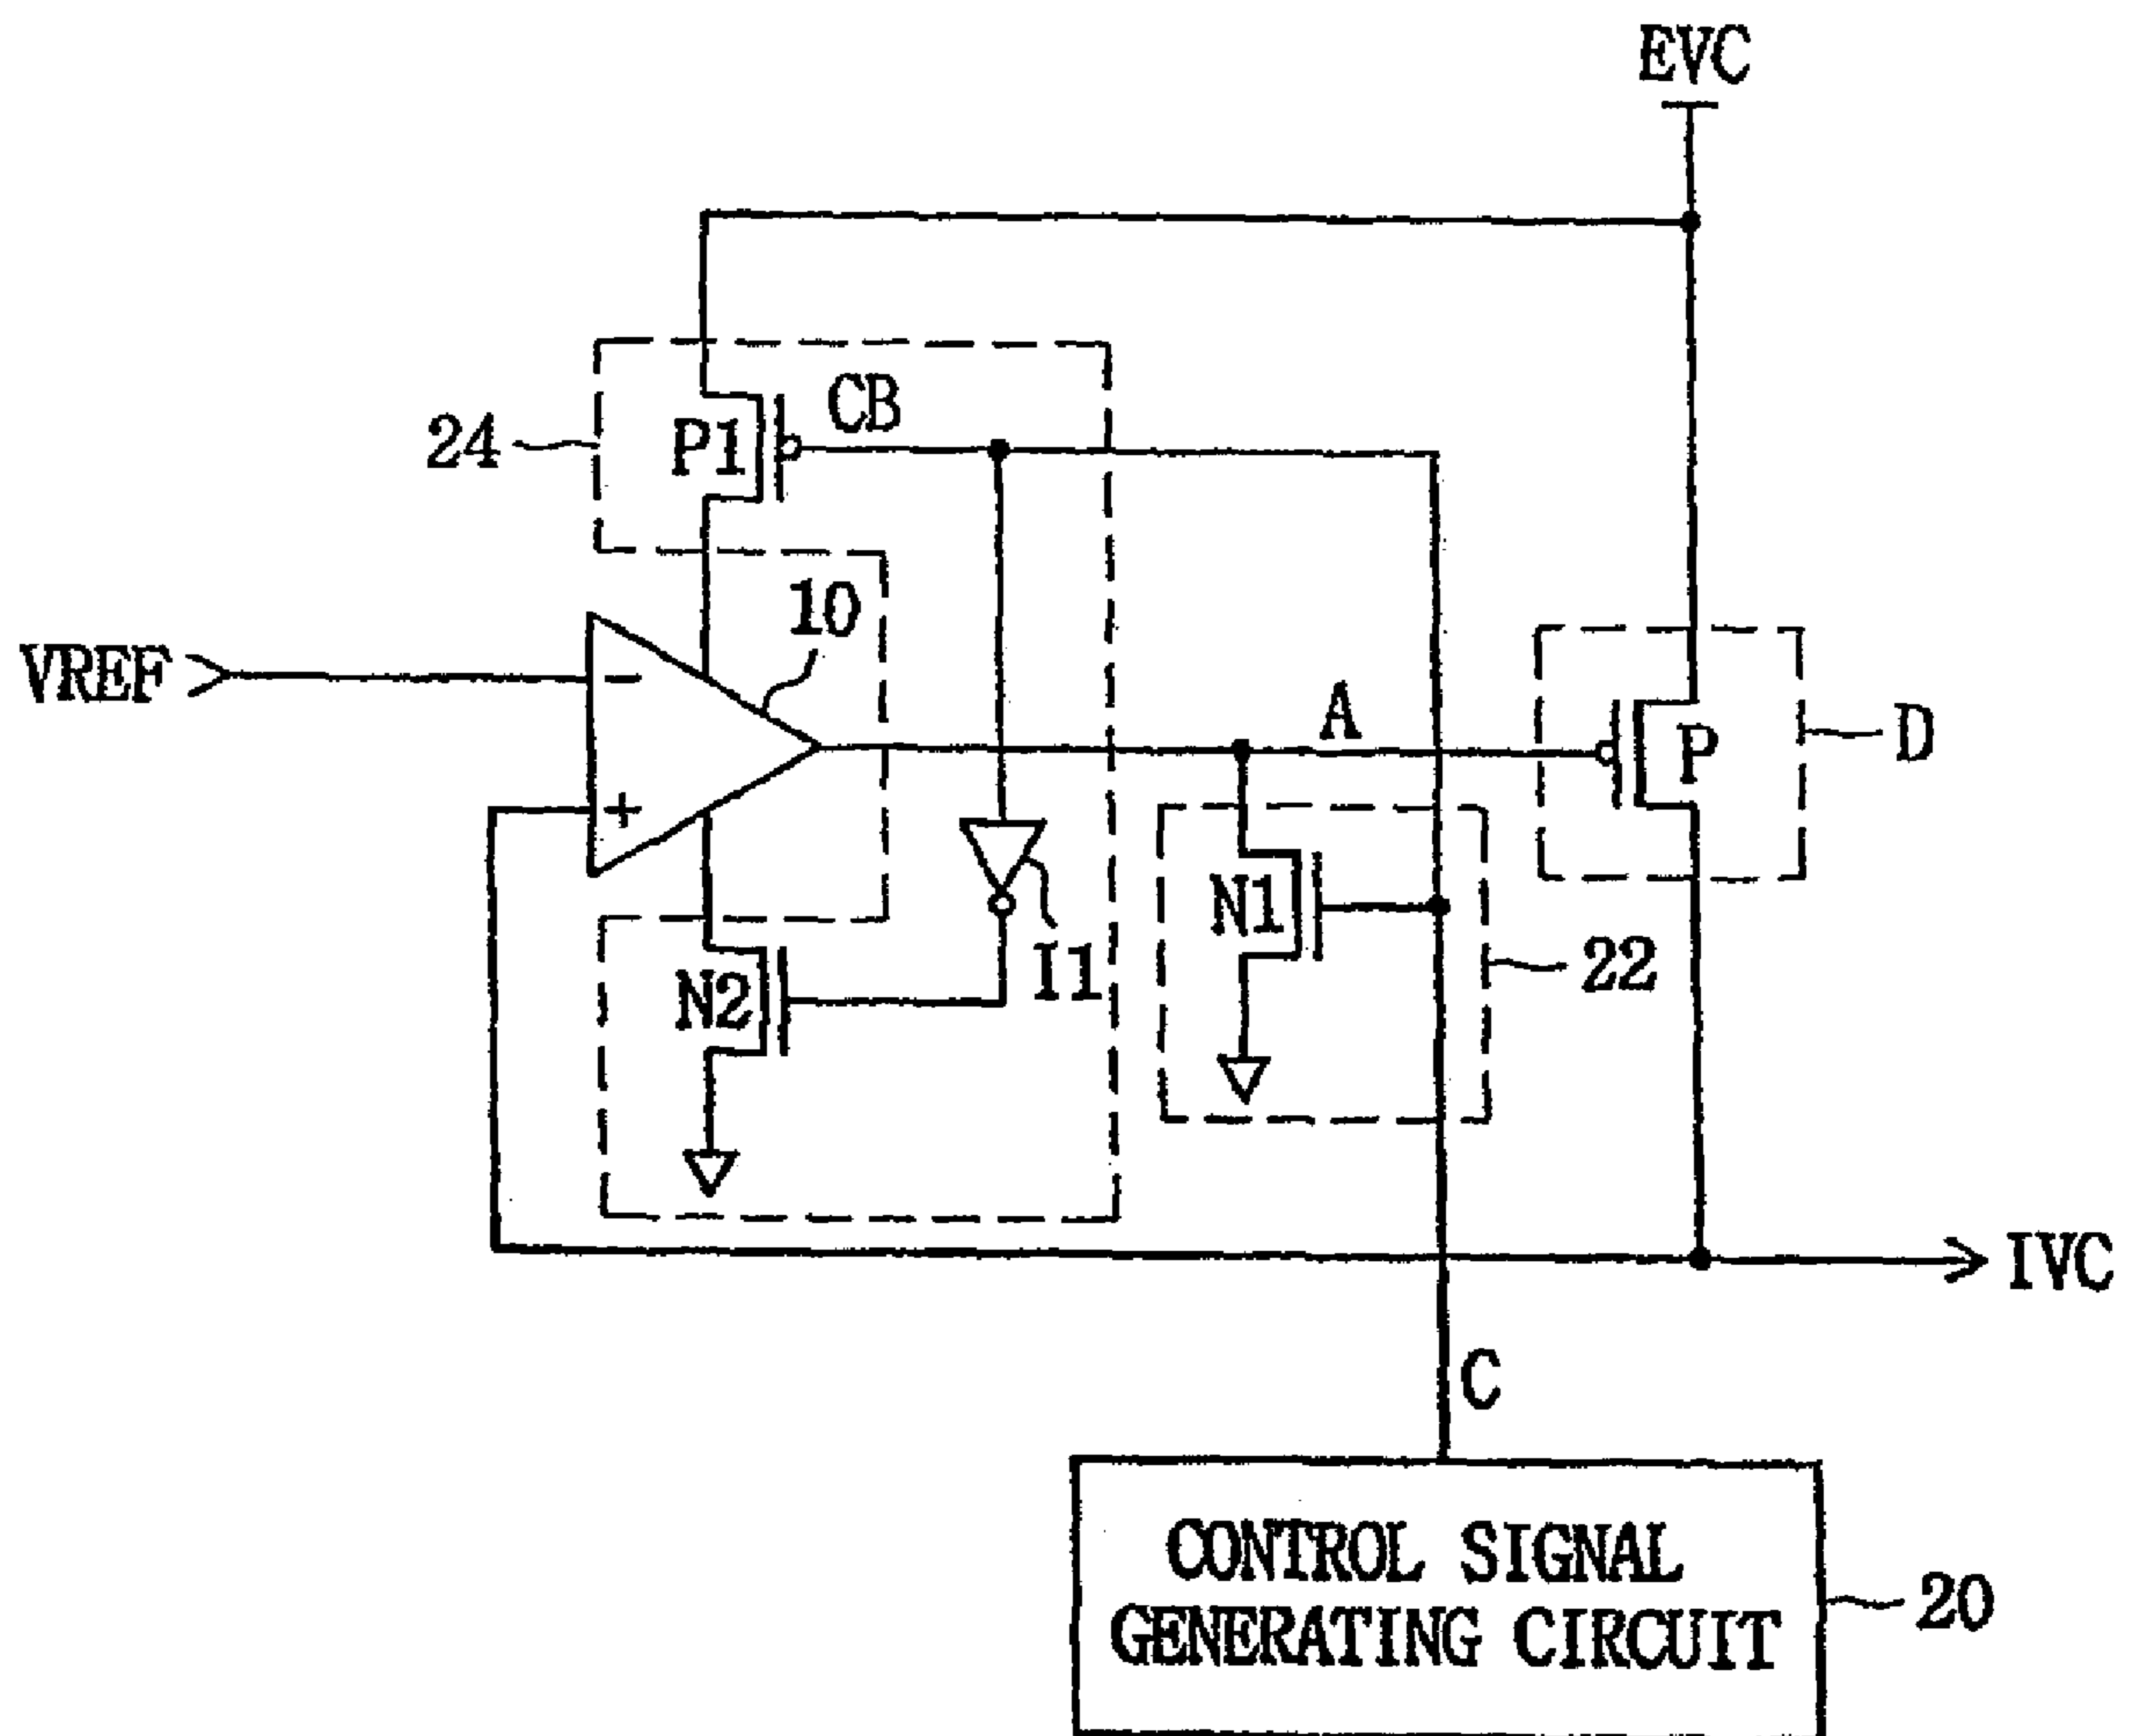 EVC
CB
24
P1
10
VREF
−
A
P
D
+
N1
I1
22
N2
IVC
C
CONTROL SIGNAL
GENERATING CIRCUIT
20